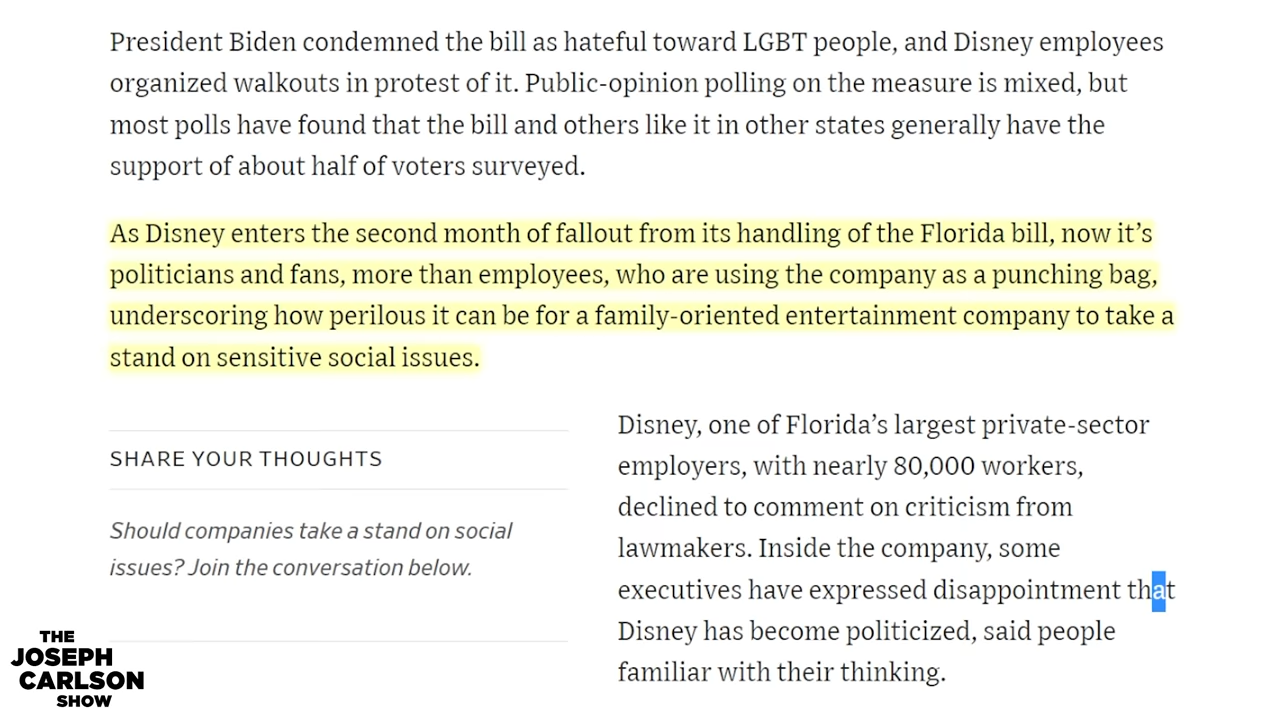 President Biden condemned the bill as hateful toward LGBT people, and Disney employees
organized walkouts in protest of it. Public-opinion polling on the measure is mixed, but
most polls have found that the bill and others like it in other states generally have the
support of about half of voters surveyed.
As Disney enters the second month of fallout from its handling of the Florida bill, now it’s
politicians and fans, more than employees, who are using the company as a punching bag,
underscoring how perilous it can be for a family-oriented entertainment company to take a
stand on sensitive social issues.
SHARE YOUR THOUGHTS
Should companies take a stand on social
issues? Join the conversation below.
Disney, one of Florida’s largest private-sector
employers, with nearly 80,000 workers,
declined to comment on criticism from
lawmakers. Inside the company, some
executives have expressed disappointment that
Disney has become politicized, said people
familiar with their thinking.
THE
JOSEPH
CARLSON
SHOW